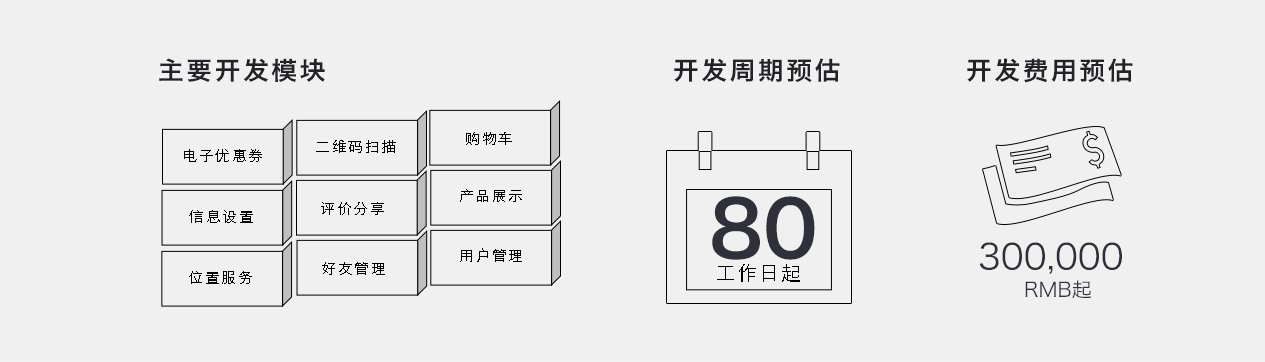 主要开发模块
开发周期预估
开发费用预估
电子优惠券
二维码扫描
购物车
信息设置
评价分享
产品展示
位置服务
好友管理
用户管理
80
工作日起
$
300,000
RMB起